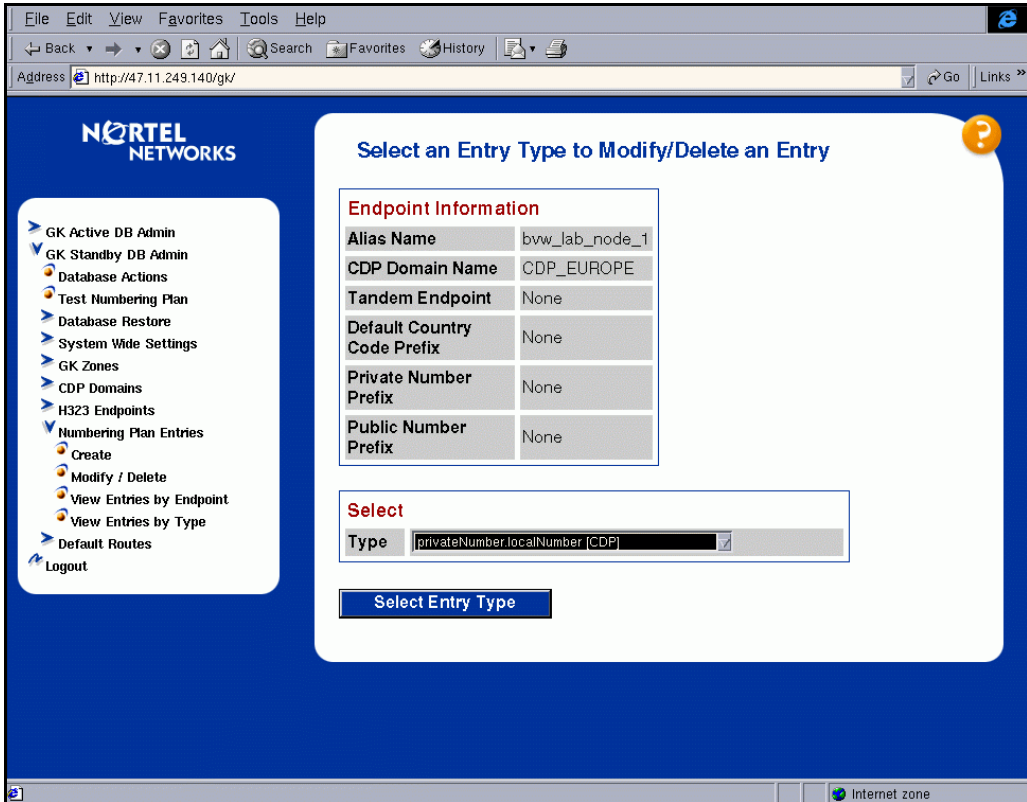 File Edit View Favorites Tools Help
Back Search Favorites History
Address http://47.11.249.140/gk/ Go Links »
NORTEL
NETWORKS
GK Active DB Admin
GK Standby DB Admin
Database Actions
Test Numbering Plan
Database Restore
System Wide Settings
GK Zones
CDP Domains
H323 Endpoints
Numbering Plan Entries
Create
Modify / Delete
View Entries by Endpoint
View Entries by Type
Default Routes
Logout
?
Select an Entry Type to Modify/Delete an Entry
Endpoint Information
Alias Name bvw_lab_node_1
CDP Domain Name CDP_EUROPE
Tandem Endpoint None
Default Country
Code Prefix None
Private Number
Prefix None
Public Number
Prefix None
Select
Type privateNumber.localNumber [CDP]
Select Entry Type
Internet zone